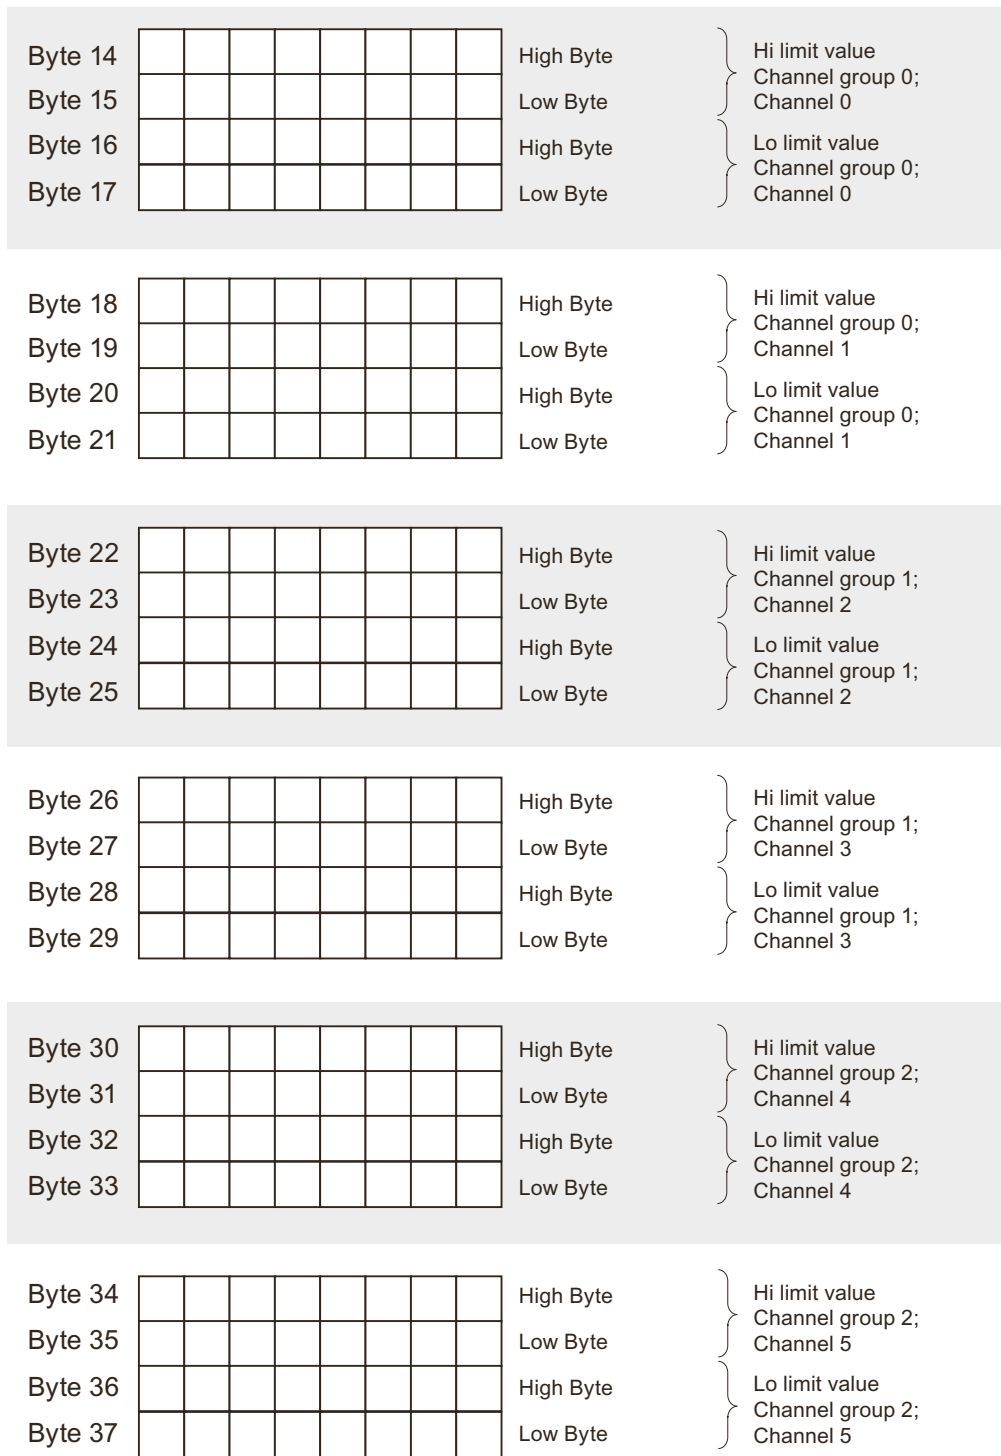 Byte 14 High Byte Hi limit value
Channel group 0;
Byte 15 Low Byte Channel 0
Byte 16 High Byte Lo limit value
Channel group 0;
Byte 17 Low Byte Channel 0
Byte 18 High Byte Hi limit value
Channel group 0;
Byte 19 Low Byte Channel 1
Byte 20 High Byte Lo limit value
Channel group 0;
Byte 21 Low Byte Channel 1
Byte 22 High Byte Hi limit value
Channel group 1;
Byte 23 Low Byte Channel 2
Byte 24 High Byte Lo limit value
Channel group 1;
Byte 25 Low Byte Channel 2
Byte 26 High Byte Hi limit value
Channel group 1;
Byte 27 Low Byte Channel 3
Byte 28 High Byte Lo limit value
Channel group 1;
Byte 29 Low Byte Channel 3
Byte 30 High Byte Hi limit value
Channel group 2;
Byte 31 Low Byte Channel 4
Byte 32 High Byte Lo limit value
Channel group 2;
Byte 33 Low Byte Channel 4
Byte 34 High Byte Hi limit value
Channel group 2;
Byte 35 Low Byte Channel 5
Byte 36 High Byte Lo limit value
Channel group 2;
Byte 37 Low Byte Channel 5